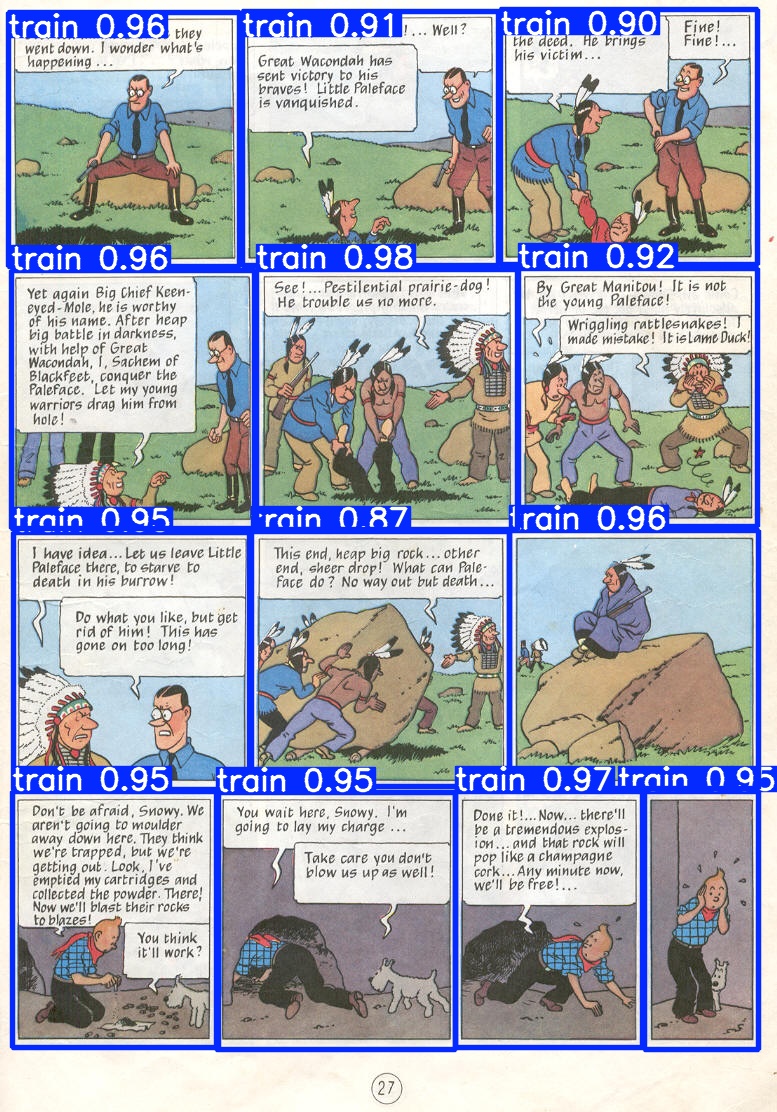 train 0.96
they
went down. I wonder what's
happening ...
train 0.91
!... Well?
Great Wacondah has
sent victory to his
braves! Little Paleface
is vanquished.
train 0.90
the deed. He brings
his victim...
Fine!
Fine!...
train 0.96
Yet again Big Chief Keen-
eyed-Mole, he is worthy
of his name. After heap
big battle in darkness,
with help of Great
Wacondah, I, Sachem of
Blackfeet, conquer the
Paleface. Let my young
warriors drag him from
hole!
train 0.98
See!...Pestilential prairie-dog!
He trouble us no more.
train 0.92
By Great Manitou! It is not
the young Paleface!
Wriggling rattlesnakes! I
made mistake! It is Lame Duck!
train 0.95
I have idea...Let us leave Little
Paleface there, to starve to
death in his burrow!
Do what you like, but get
rid of him! This has
gone on too long!
train 0.87
This end, heap big rock...other
end, sheer drop! What can Pale-
face do? No way out but death...
train 0.96
train 0.95
Don't be afraid, Snowy. We
aren't going to moulder
away down here. They think
we're trapped, but we're
getting out. Look, I've
emptied my cartridges and
collected the powder. There!
Now we'll blast their rocks
to blazes!
You think
it'll work?
train 0.95
You wait here, Snowy. I'm
going to lay my charge ...
Take care you don't
blow us up as well!
train 0.97
Done it!...Now...there'll
be a tremendous explos-
ion...and that rock will
pop like a champagne
cork...Any minute now,
we'll be free!...
train 0.95
27